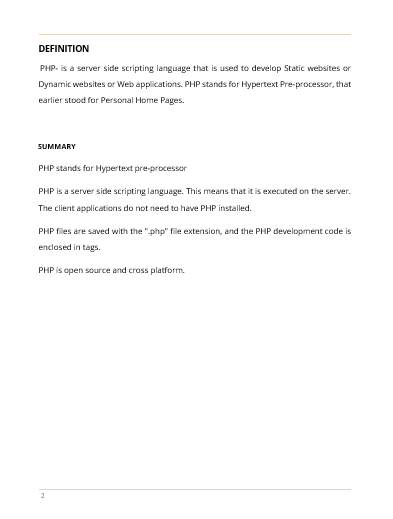 DEFINITION
PHP- is a server side scripting language that is used to develop Static websites or
Dynamic websites or Web applications. PHP stands for Hypertext Pre-processor, that
earlier stood for Personal Home Pages.
SUMMARY
PHP stands for Hypertext pre-processor
PHP is a server side scripting language. This means that it is executed on the server.
The client applications do not need to have PHP installed.
PHP files are saved with the ".php" file extension, and the PHP development code is
enclosed in tags.
PHP is open source and cross platform.
2